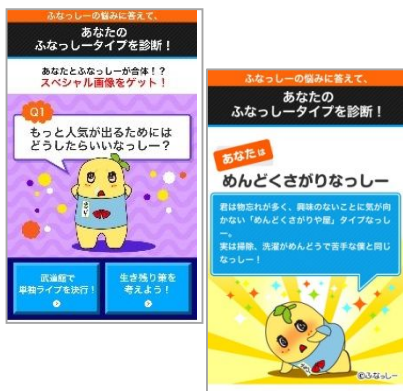 ふなっしーの悩みに答えて、
あなたの
ふなっしータイプを診断！
あなたとふなっしーが合体！？
スペシャル画像をゲット！
Q1
もっと人気が出るためには
どうしたらいいなっしー？
武道館で
単独ライブを決行！
生き残り策を
考えよう！
ふなっしーの悩みに答えて、
あなたの
ふなっしータイプを診断！
あなたは
めんどくさがりなっしー
君は物忘れが多く、興味のないことに気が向
かない「めんどくさがりや屋」タイプなっし
ー。
実は掃除、洗濯がめんどうで苦手な僕と同じ
なっしー！
©ふなっしー